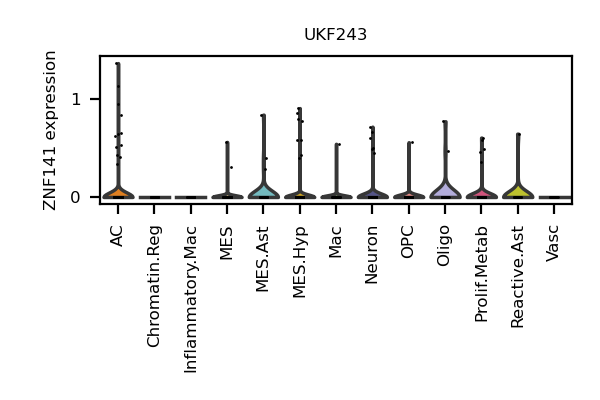 UKF243
ZNF141 expression
1
0
AC
Chromatin.Reg
Inflammatory.Mac
MES
MES.Ast
MES.Hyp
Mac
Neuron
OPC
Oligo
Prolif.Metab
Reactive.Ast
Vasc